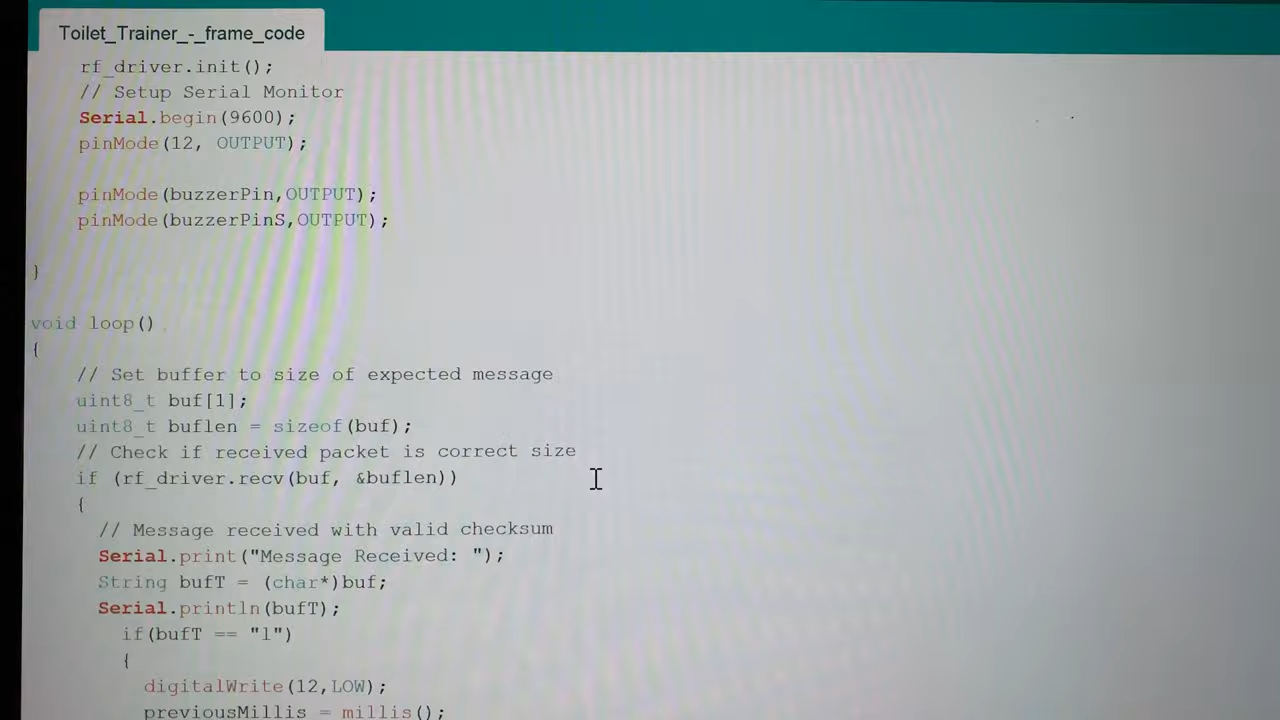 Toilet_Trainer_-_frame_code
rf_driver.init();
// Setup Serial Monitor
Serial.begin(9600);
pinMode(12, OUTPUT);
pinMode(buzzerPin,OUTPUT);
pinMode(buzzerPinS,OUTPUT);
}
void loop()
{
// Set buffer to size of expected message
uint8_t buf[1];
uint8_t buflen = sizeof(buf);
// Check if received packet is correct size
if (rf_driver.recv(buf, &buflen))
{
// Message received with valid checksum
Serial.print("Message Received: ");
String bufT = (char*)buf;
Serial.println(bufT);
if(bufT == "1")
{
digitalWrite(12,LOW);
previousMillis = millis();